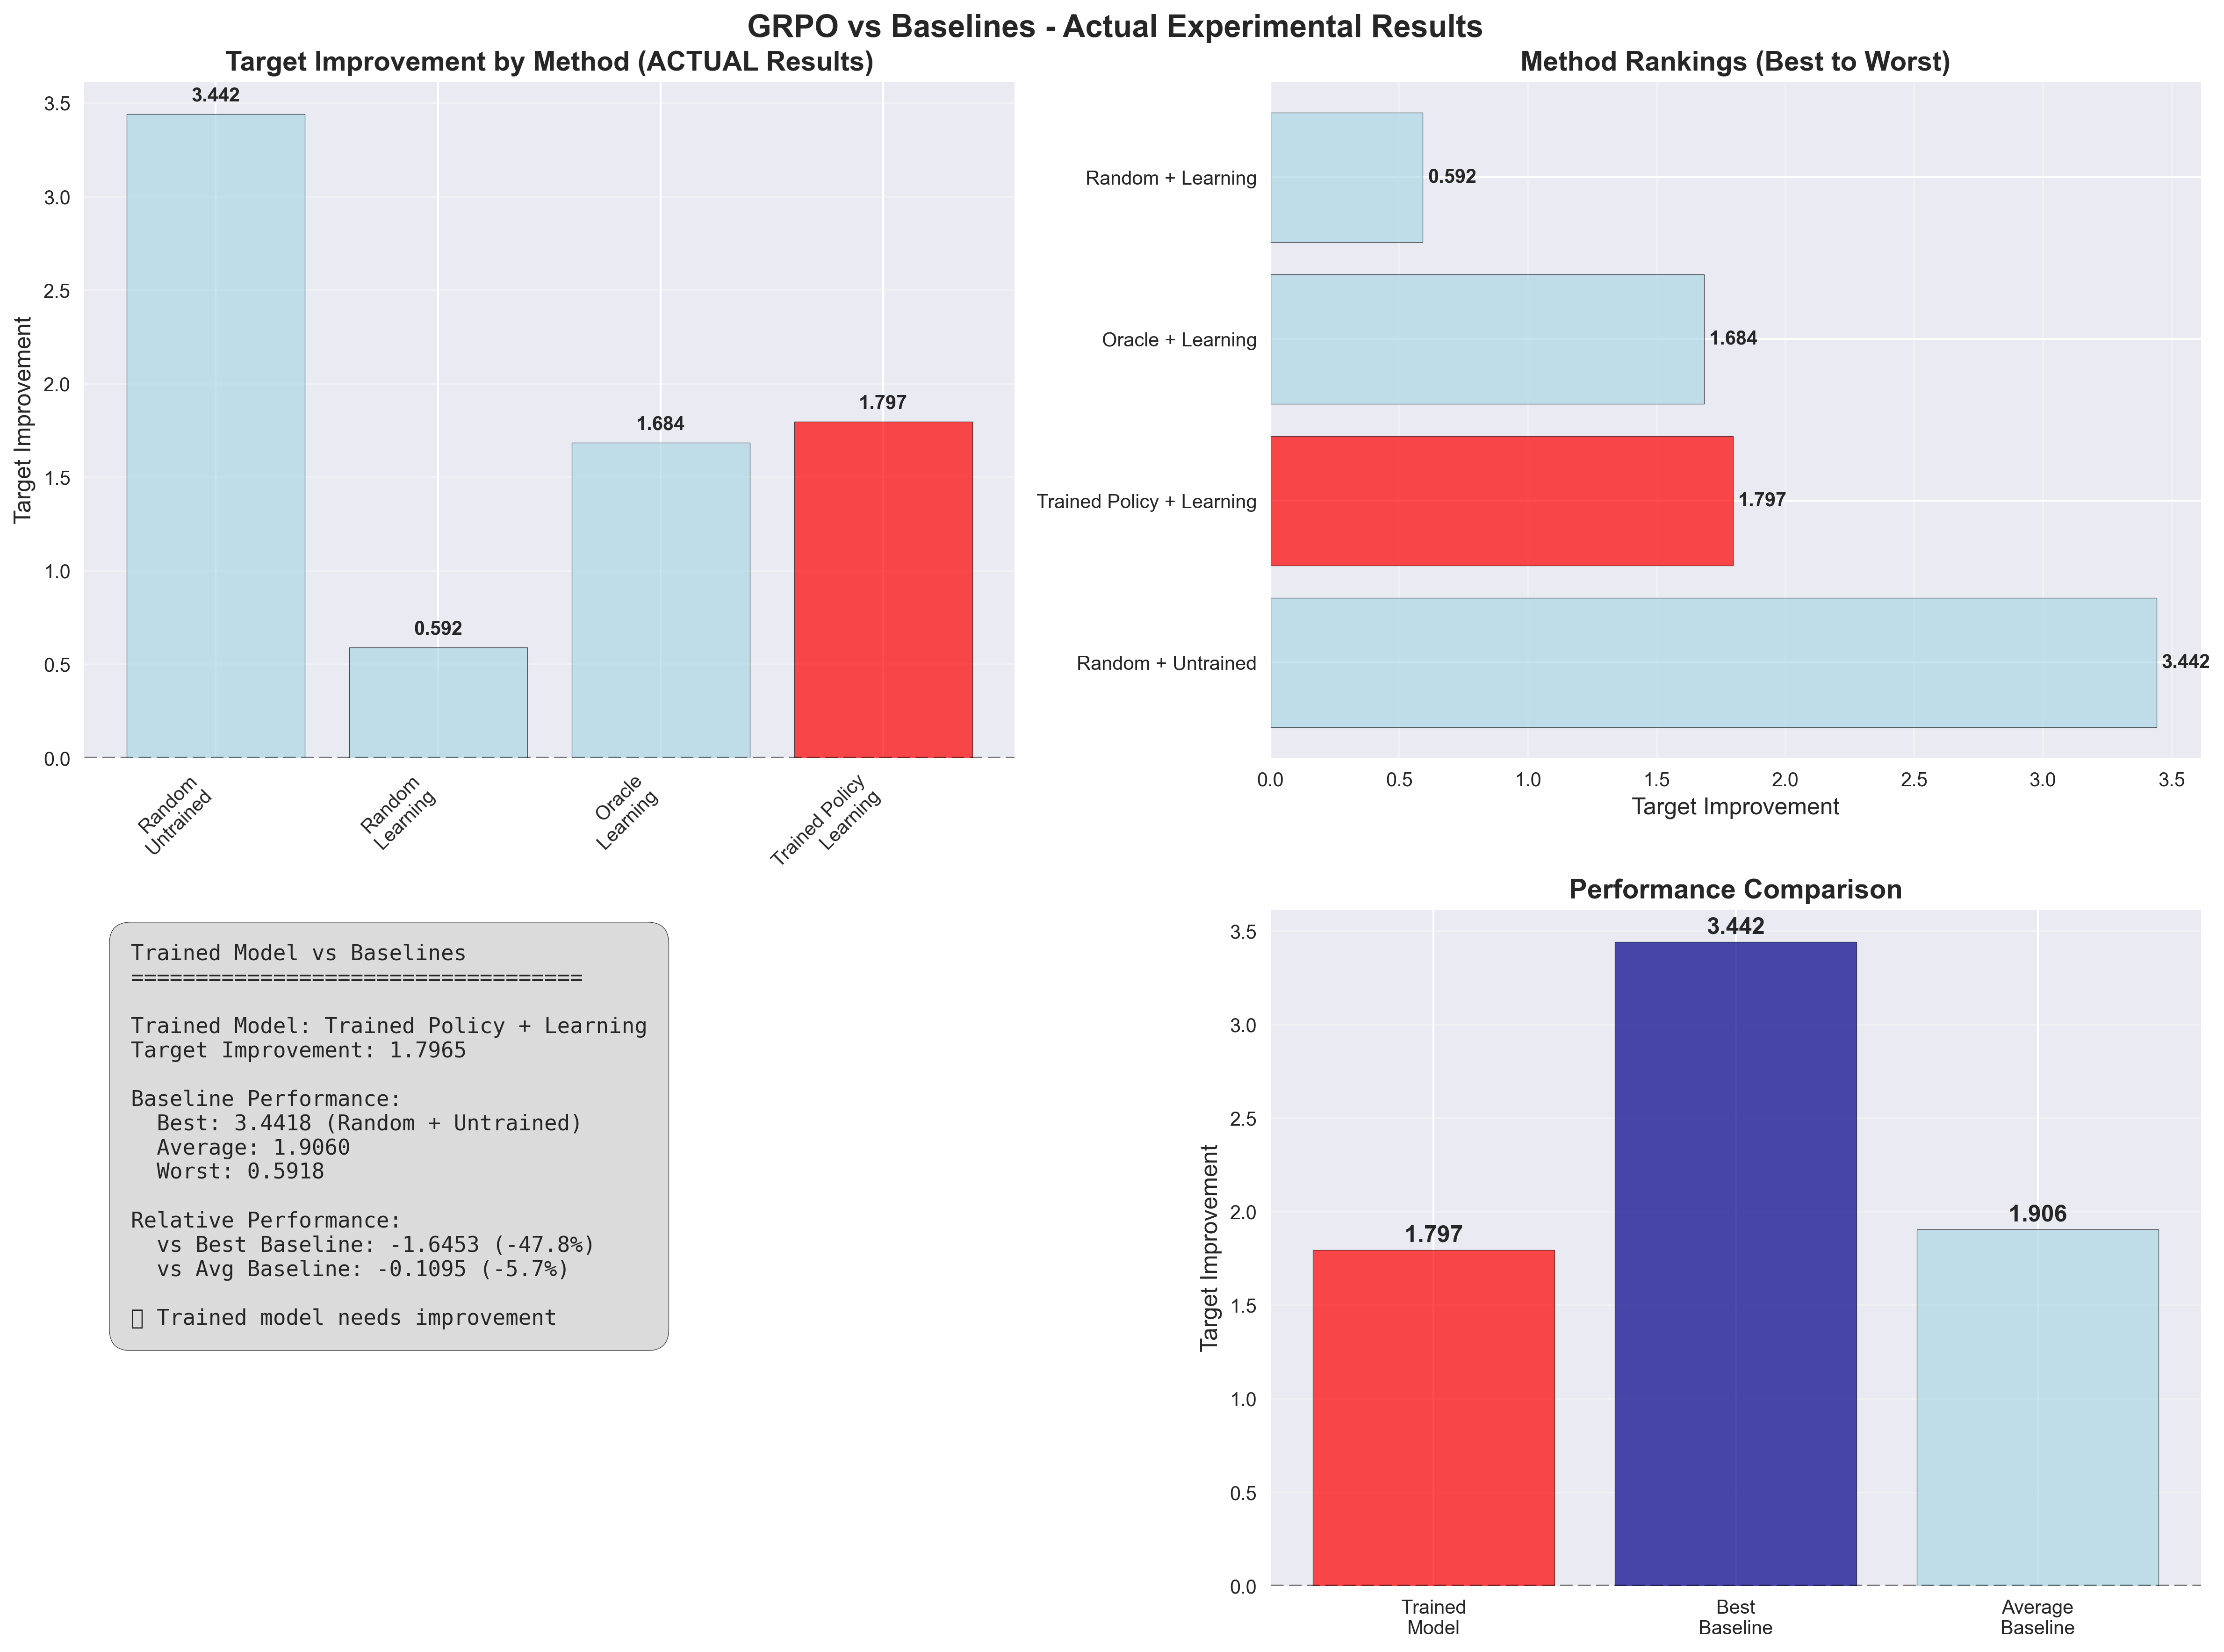 GRPO vs Baselines - Actual Experimental Results
Target Improvement by Method (ACTUAL Results)
Target Improvement
3.5
3.0
2.5
2.0
1.5
1.0
0.5
0.0
3.442
0.592
1.684
1.797
Random
Untrained
Random
Learning
Oracle
Learning
Trained Policy
Learning
Method Rankings (Best to Worst)
Random + Learning
0.592
Oracle + Learning
1.684
Trained Policy + Learning
1.797
Random + Untrained
3.442
0.0
0.5
1.0
1.5
2.0
2.5
3.0
3.5
Target Improvement
Trained Model vs Baselines
===================================
Trained Model: Trained Policy + Learning
Target Improvement: 1.7965
Baseline Performance:
Best: 3.4418 (Random + Untrained)
Average: 1.9060
Worst: 0.5918
Relative Performance:
vs Best Baseline: -1.6453 (-47.8%)
vs Avg Baseline: -0.1095 (-5.7%)
Trained model needs improvement
Performance Comparison
Target Improvement
3.5
3.0
2.5
2.0
1.5
1.0
0.5
0.0
1.797
3.442
1.906
Trained
Model
Best
Baseline
Average
Baseline